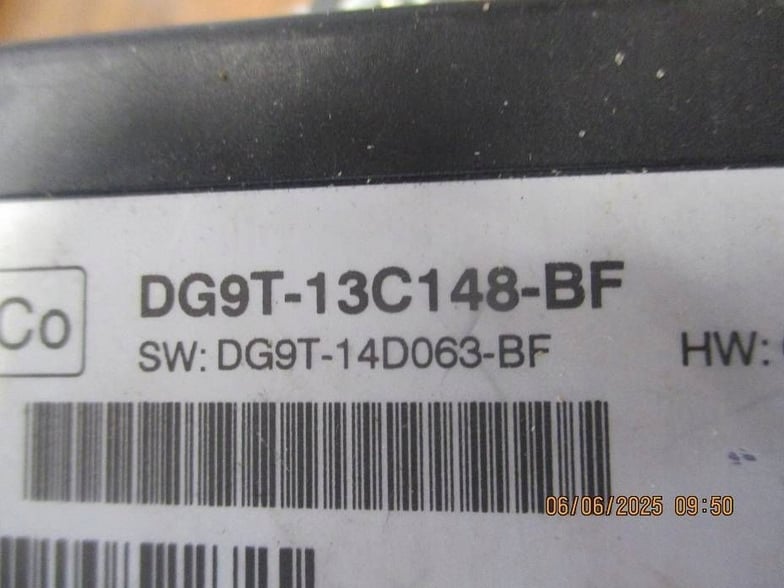 Co
DG9T-13C148-BF
SW: DG9T-14D063-BF
HW:
06/06/2025 09:50